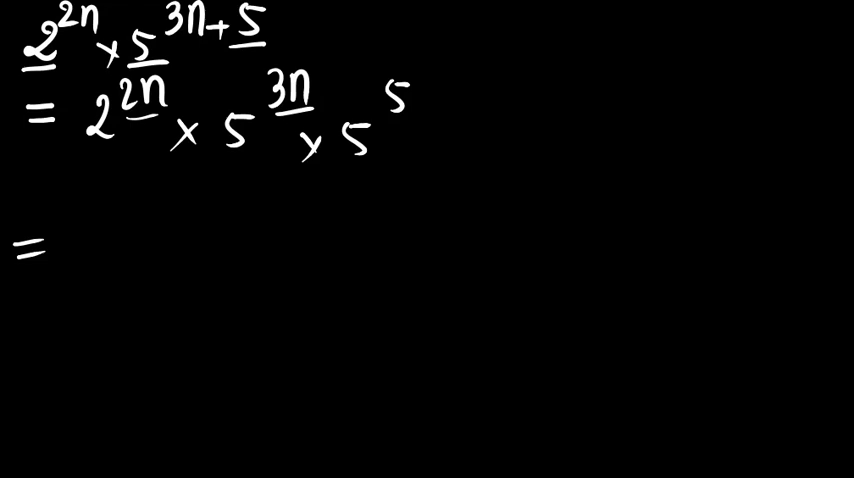 2^{2n} × 5^{3n+5}
= 2^{2n} × 5^{3n} × 5^5
=